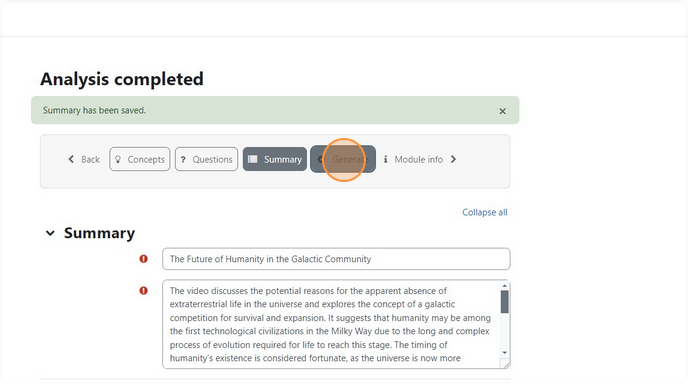 Analysis completed
Summary has been saved. ×
Back Concepts ? Questions Summary Generate i Module info
Collapse all
Summary
The Future of Humanity in the Galactic Community
The video discusses the potential reasons for the apparent absence of
extraterrestrial life in the universe and explores the concept of a galactic
competition for survival and expansion. It suggests that humanity may be among
the first technological civilizations in the Milky Way due to the long and complex
process of evolution required for life to reach this stage. The timing of
humanity's existence is considered fortunate, as the universe is now more